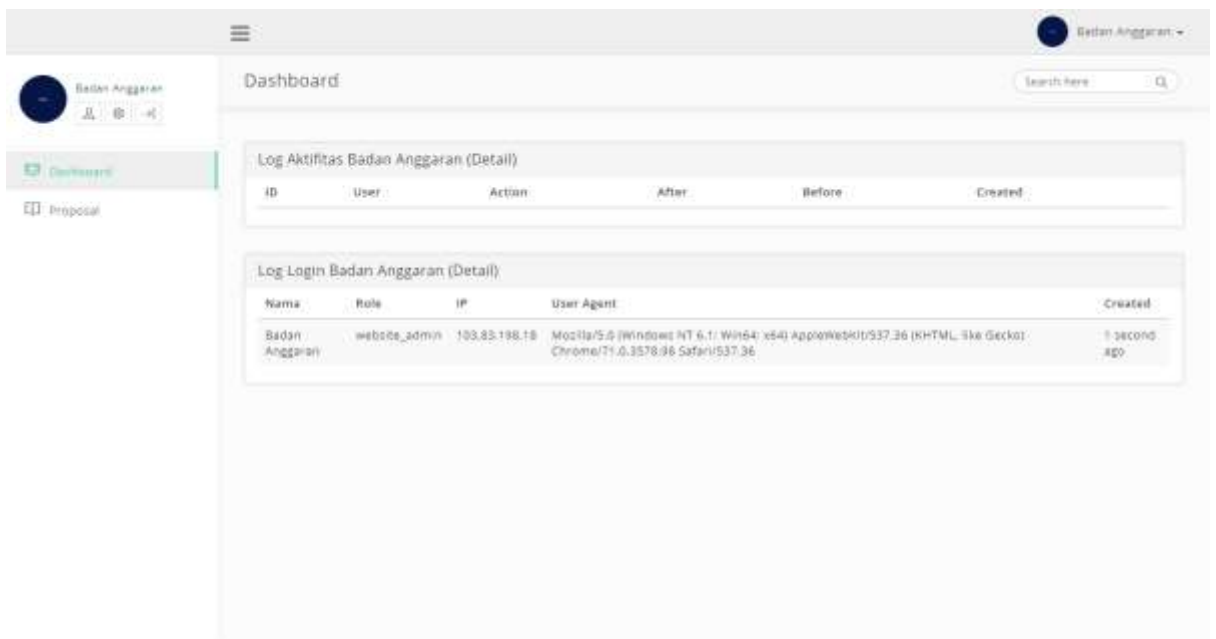 Badan Anggaran
Dashboard
Search here
Badan Anggaran
Dashboard
Proposal
Log Aktifitas Badan Anggaran (Detail)
ID User Action After Before Created
Log Login Badan Anggaran (Detail)
Nama Role IP User Agent Created
Badan Anggaran website_admin 103.83.198.18 Mozilla/5.0 (Windows NT 6.1; Win64; x64) AppleWebKit/537.36 (KHTML, like Gecko) 1 second
Chrome/71.0.3578.98 Safari/537.36 ago